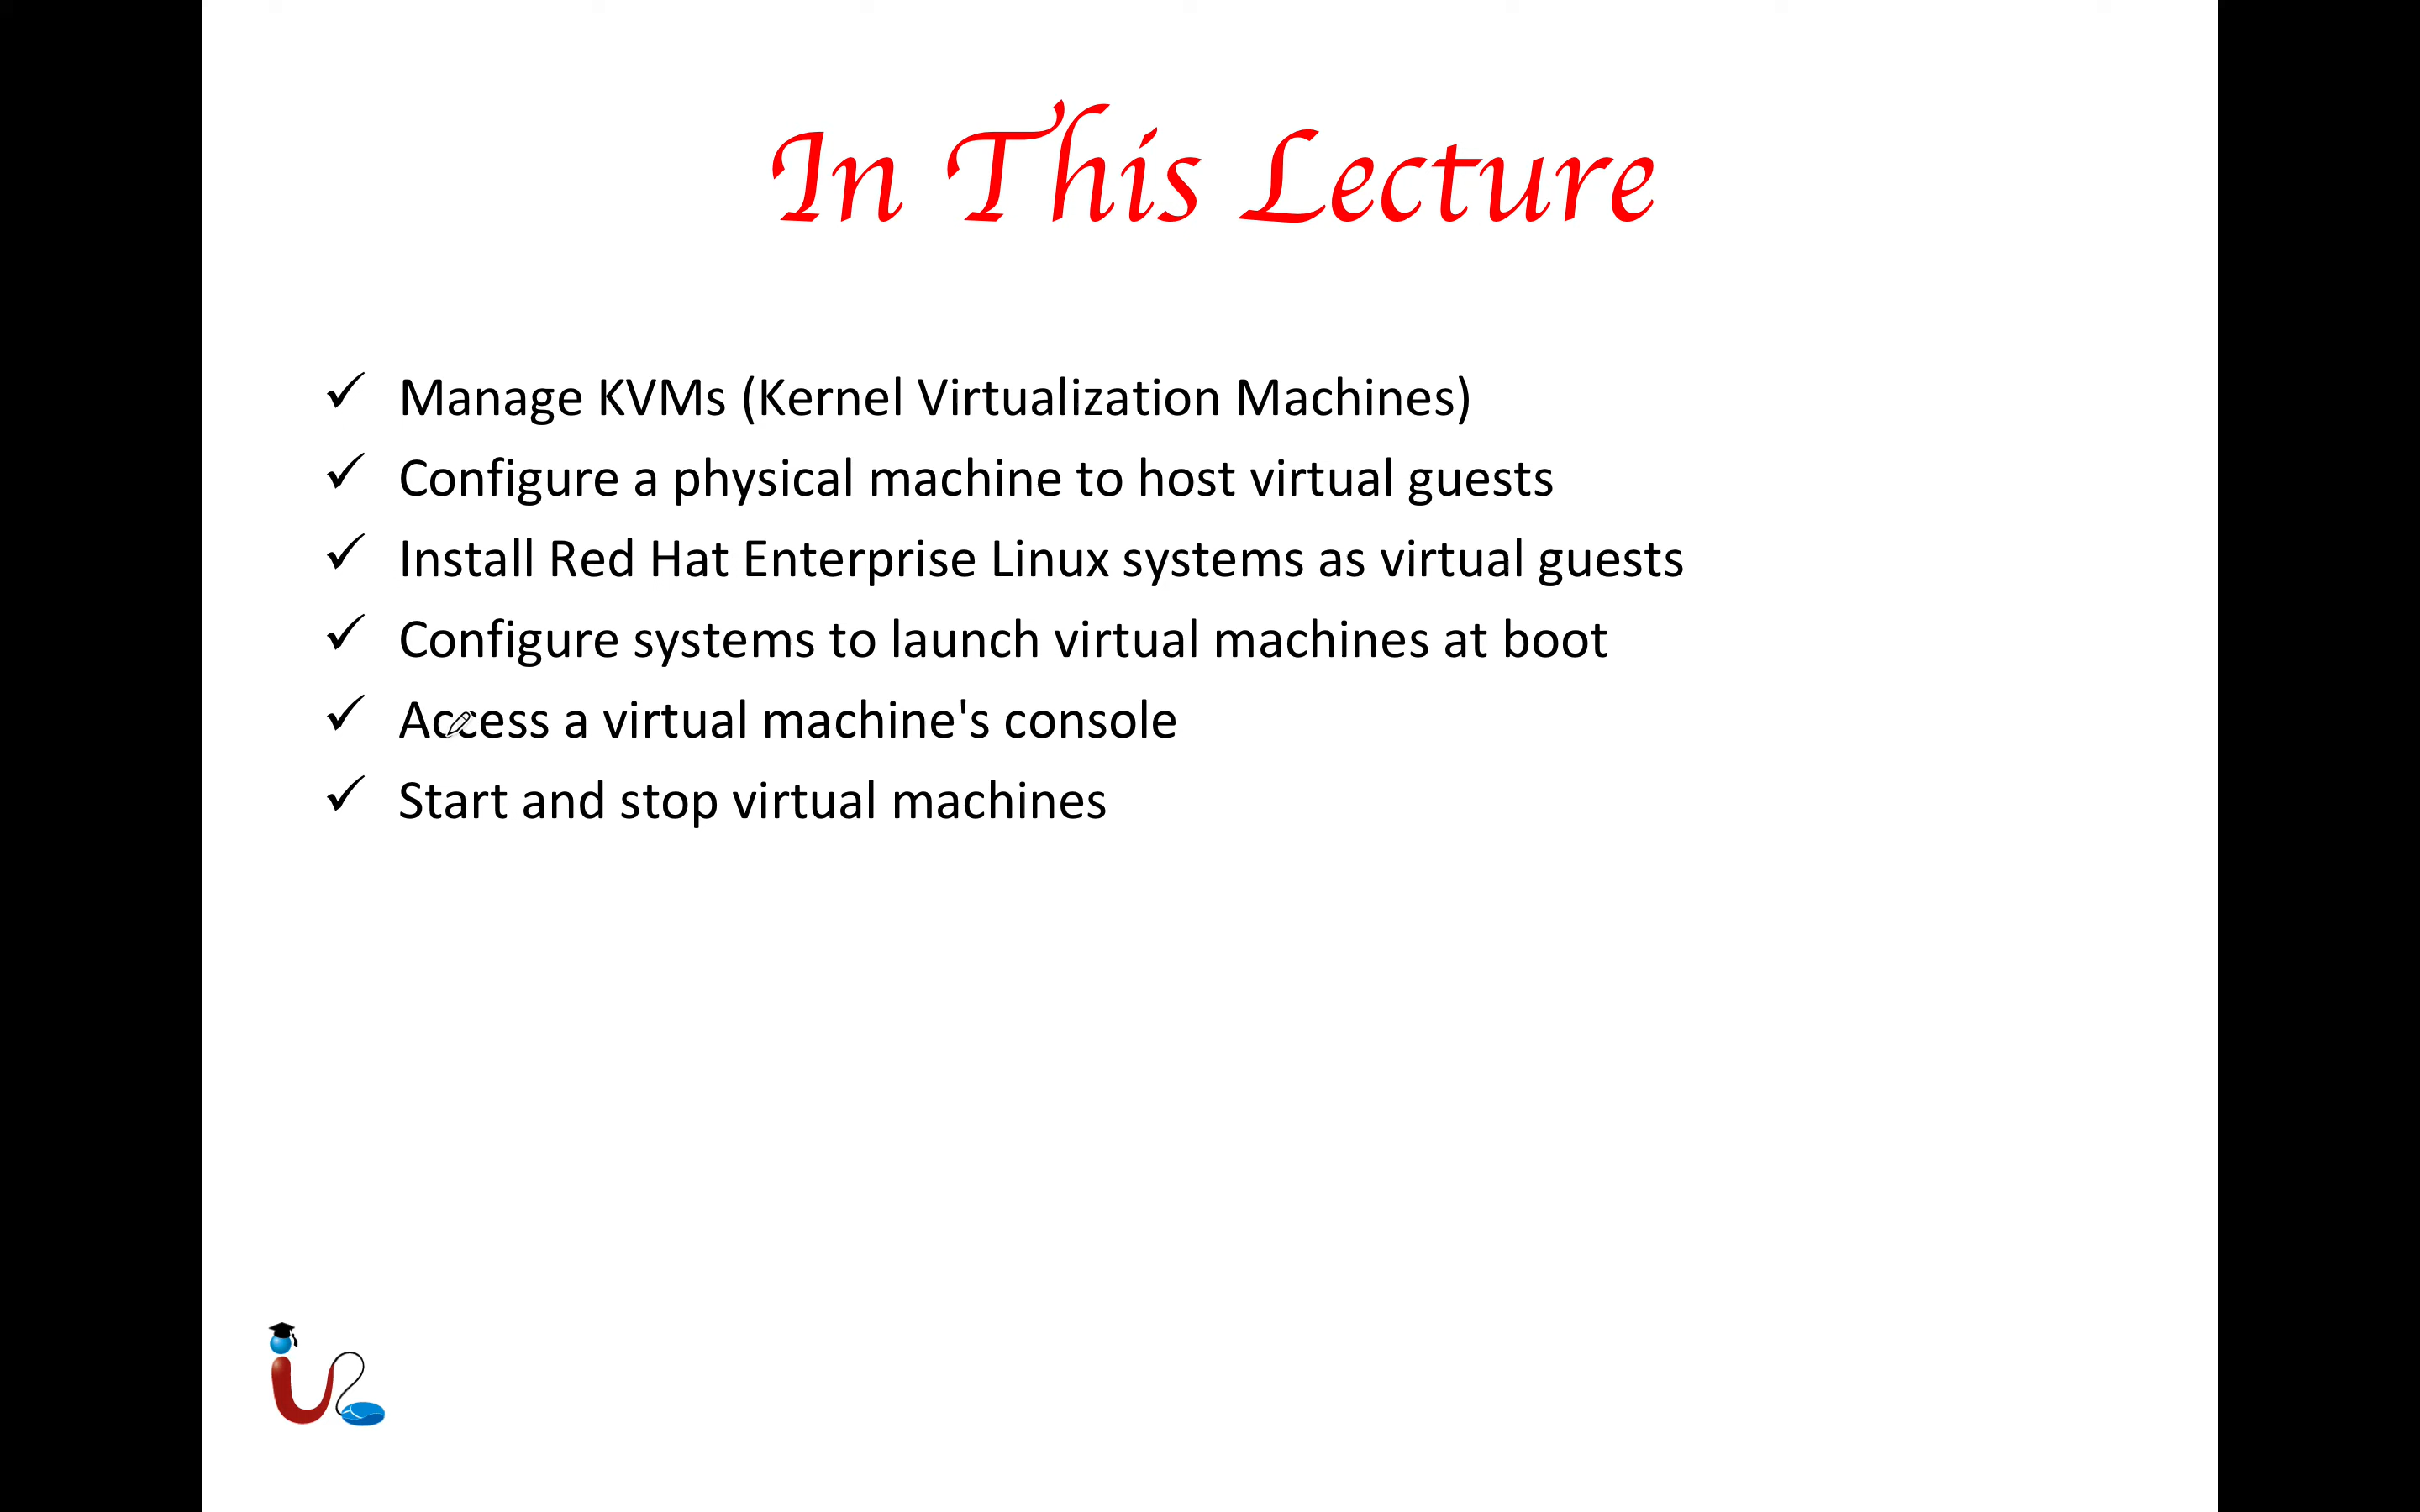 In This Lecture
✓ Manage KVMs (Kernel Virtualization Machines)
✓ Configure a physical machine to host virtual guests
✓ Install Red Hat Enterprise Linux systems as virtual guests
✓ Configure systems to launch virtual machines at boot
✓ Access a virtual machine's console
✓ Start and stop virtual machines